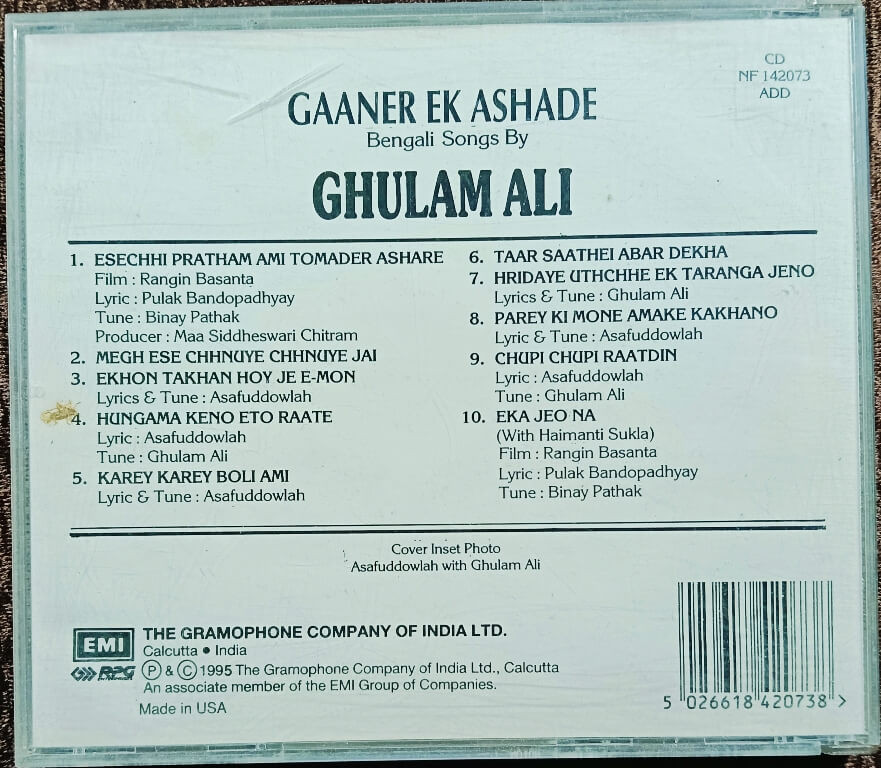 CD
NF 142073
ADD
GAANER EK ASHADE
Bengali Songs By
GHULAM ALI
1. ESECHHI PRATHAM AMI TOMADER ASHARE
Film : Rangin Basanta
Lyric : Pulak Bandopadhyay
Tune : Binay Pathak
Producer : Maa Siddheswari Chitram
2. MEGH ESE CHHNUYE CHHNUYE JAI
3. EKHON TAKHAN HOY JE E-MON
Lyrics & Tune : Asafuddowlah
4. HUNGAMA KENO ETO RAATE
Lyric : Asafuddowlah
Tune : Ghulam Ali
5. KAREY KAREY BOLI AMI
Lyric & Tune : Asafuddowlah
6. TAAR SAATHEI ABAR DEKHA
7. HRIDAYE UTHCHHE EK TARANGA JENO
Lyrics & Tune : Ghulam Ali
8. PAREY KI MONE AMAKE KAKHANO
Lyric & Tune : Asafuddowlah
9. CHUPI CHUPI RAATDIN
Lyric : Asafuddowlah
Tune : Ghulam Ali
10. EKA JEO NA
(With Haimanti Sukla)
Film : Rangin Basanta
Lyric : Pulak Bandopadhyay
Tune : Binay Pathak
Cover Inset Photo
Asafuddowlah with Ghulam Ali
EMI
RPG
THE GRAMOPHONE COMPANY OF INDIA LTD.
Calcutta • India
Ⓟ & © 1995 The Gramophone Company of India Ltd., Calcutta
An associate member of the EMI Group of Companies.
Made in USA
5 026618 420738 >